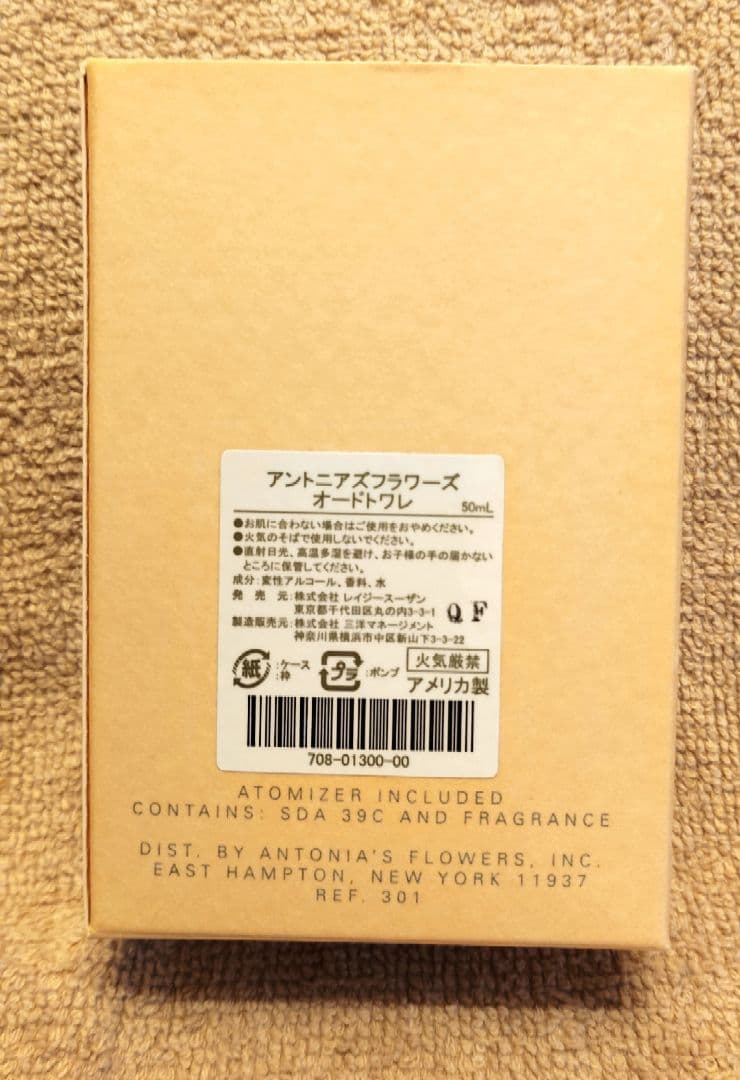 アントニアズフラワーズ
オードトワレ 50mL
●お肌に合わない場合はご使用をおやめください。
●火気のそばで使用しないでください。
●直射日光、高温多湿を避け、お子様の手の届かない
ところに保管してください。
成分：変性アルコール、香料、水
発売元：株式会社 レイジースーザン
東京都千代田区丸の内3-3-1 QF
製造販売元：株式会社 三洋マネージメント
神奈川県横浜市中区新山下3-3-22
紙 ：ケース
：枠
プラ ：ポンプ
火気厳禁
アメリカ製
708-01300-00
ATOMIZER INCLUDED
CONTAINS: SDA 39C AND FRAGRANCE
DIST. BY ANTONIA'S FLOWERS, INC.
EAST HAMPTON, NEW YORK 11937
REF. 301